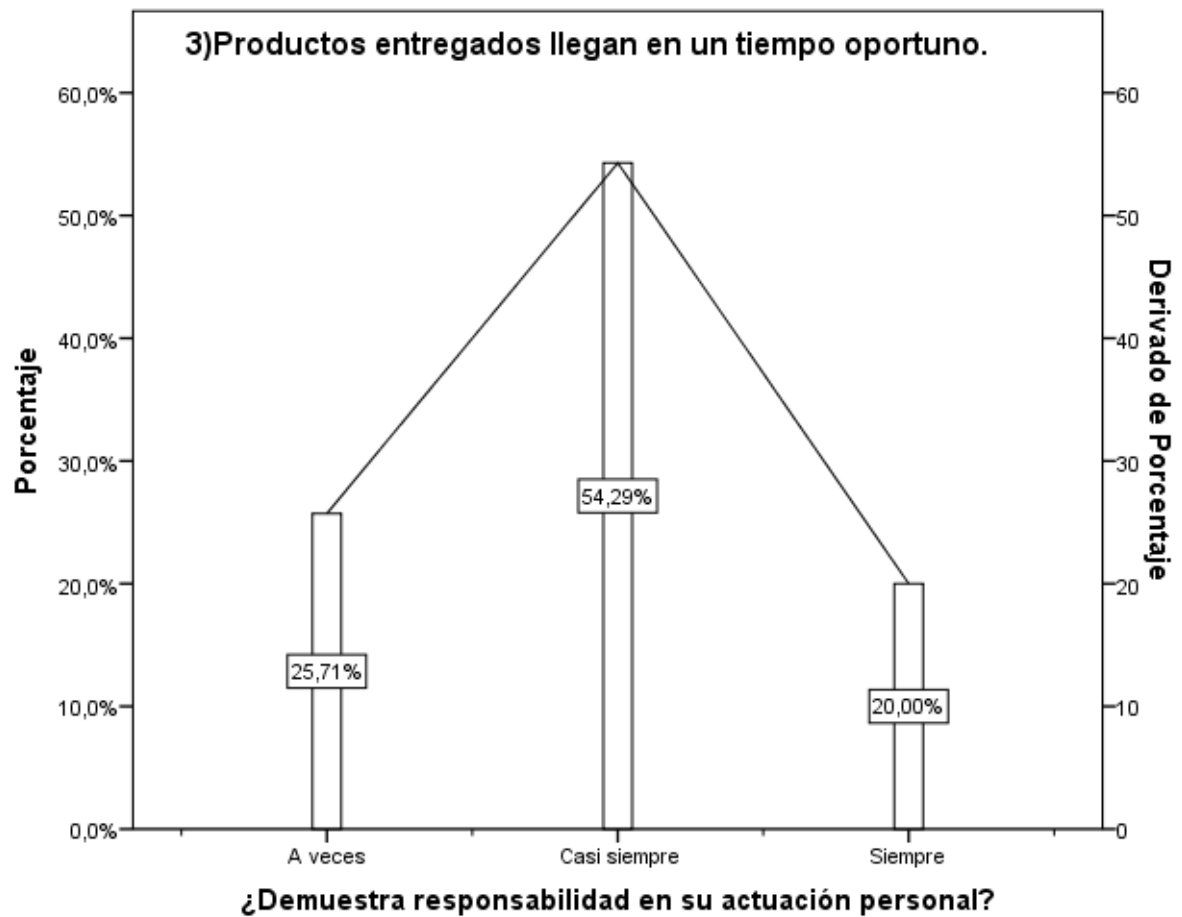 3)Productos entregados llegan en un tiempo oportuno.
60,0%
50,0%
40,0%
30,0%
20,0%
10,0%
0,0%
Porcentaje
60
50
40
30
20
10
0
Derivado de Porcentaje
25,71%
54,29%
20,00%
A veces
Casi siempre
Siempre
¿Demuestra responsabilidad en su actuación personal?